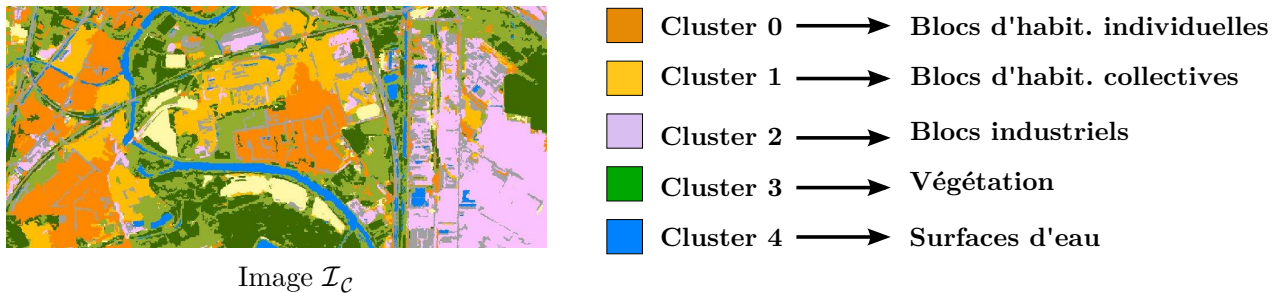 Cluster 0 Blocs d'habit. individuelles
Cluster 1 Blocs d'habit. collectives
Cluster 2 Blocs industriels
Cluster 3 Végétation
Cluster 4 Surfaces d'eau
Image I_C